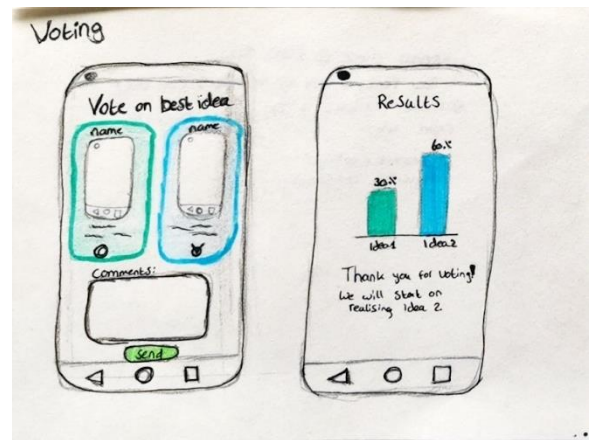 Voting
Vote on best idea
name
name
Comments:
send
Results
60%
30%
Idea 1
Idea 2
Thank you for voting!
We will start on
realising Idea 2